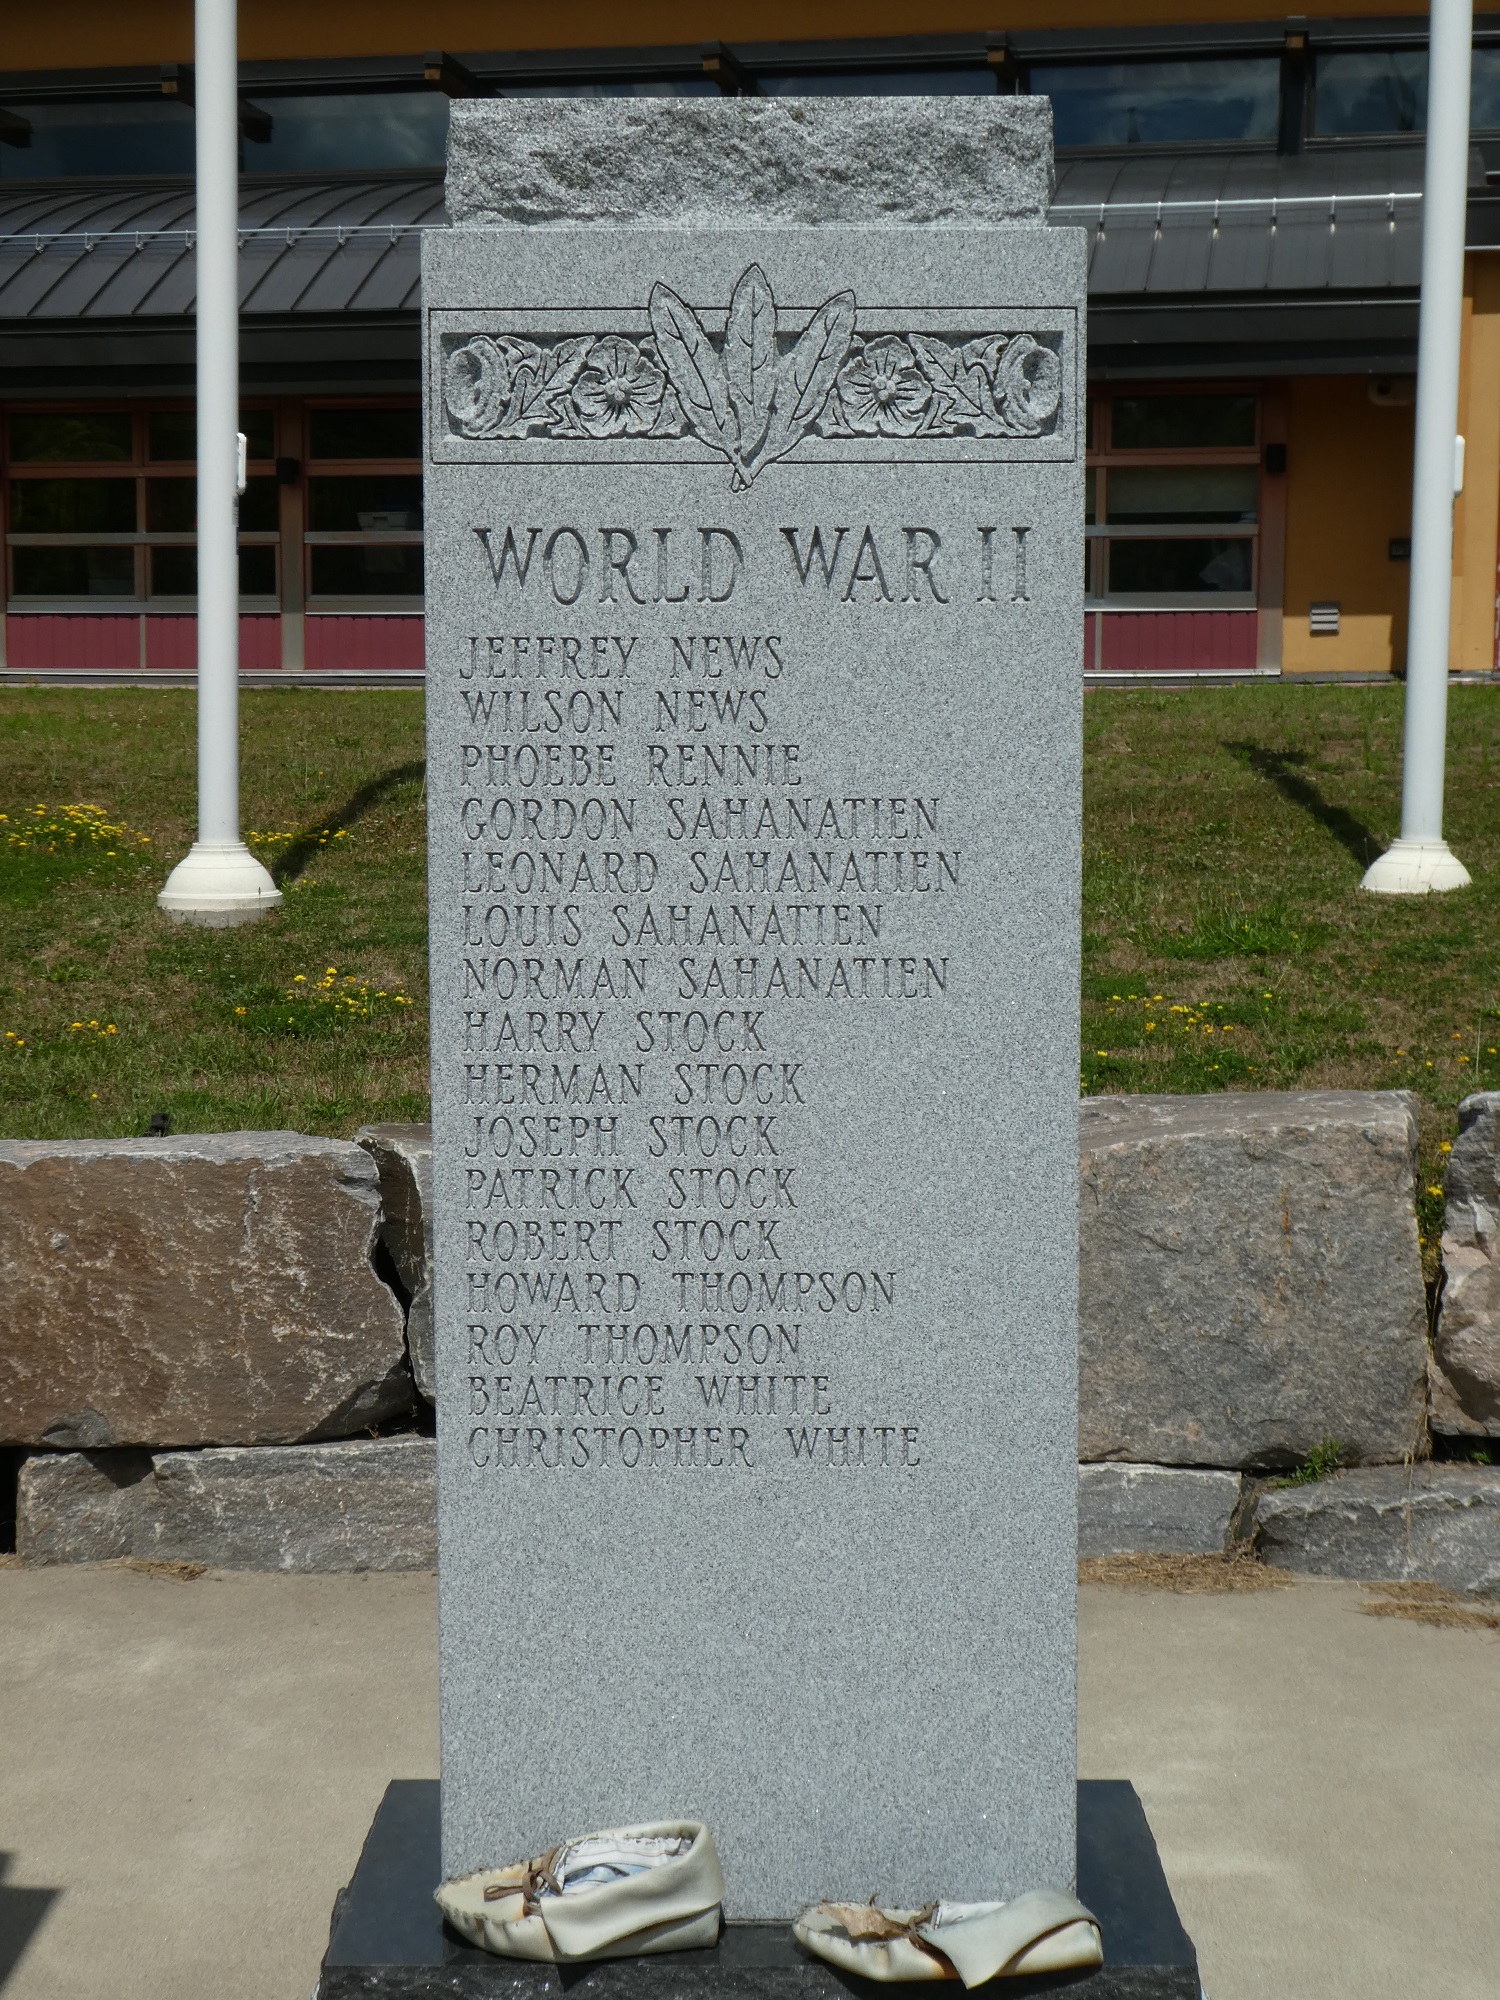 WORLD WAR II
JEFFREY NEWS
WILSON NEWS
PHOEBE RENNIE
GORDON SAHANATIEN
LEONARD SAHANATIEN
LOUIS SAHANATIEN
NORMAN SAHANATIEN
HARRY STOCK
HERMAN STOCK
JOSEPH STOCK
PATRICK STOCK
ROBERT STOCK
HOWARD THOMPSON
ROY THOMPSON
BEATRICE WHITE
CHRISTOPHER WHITE